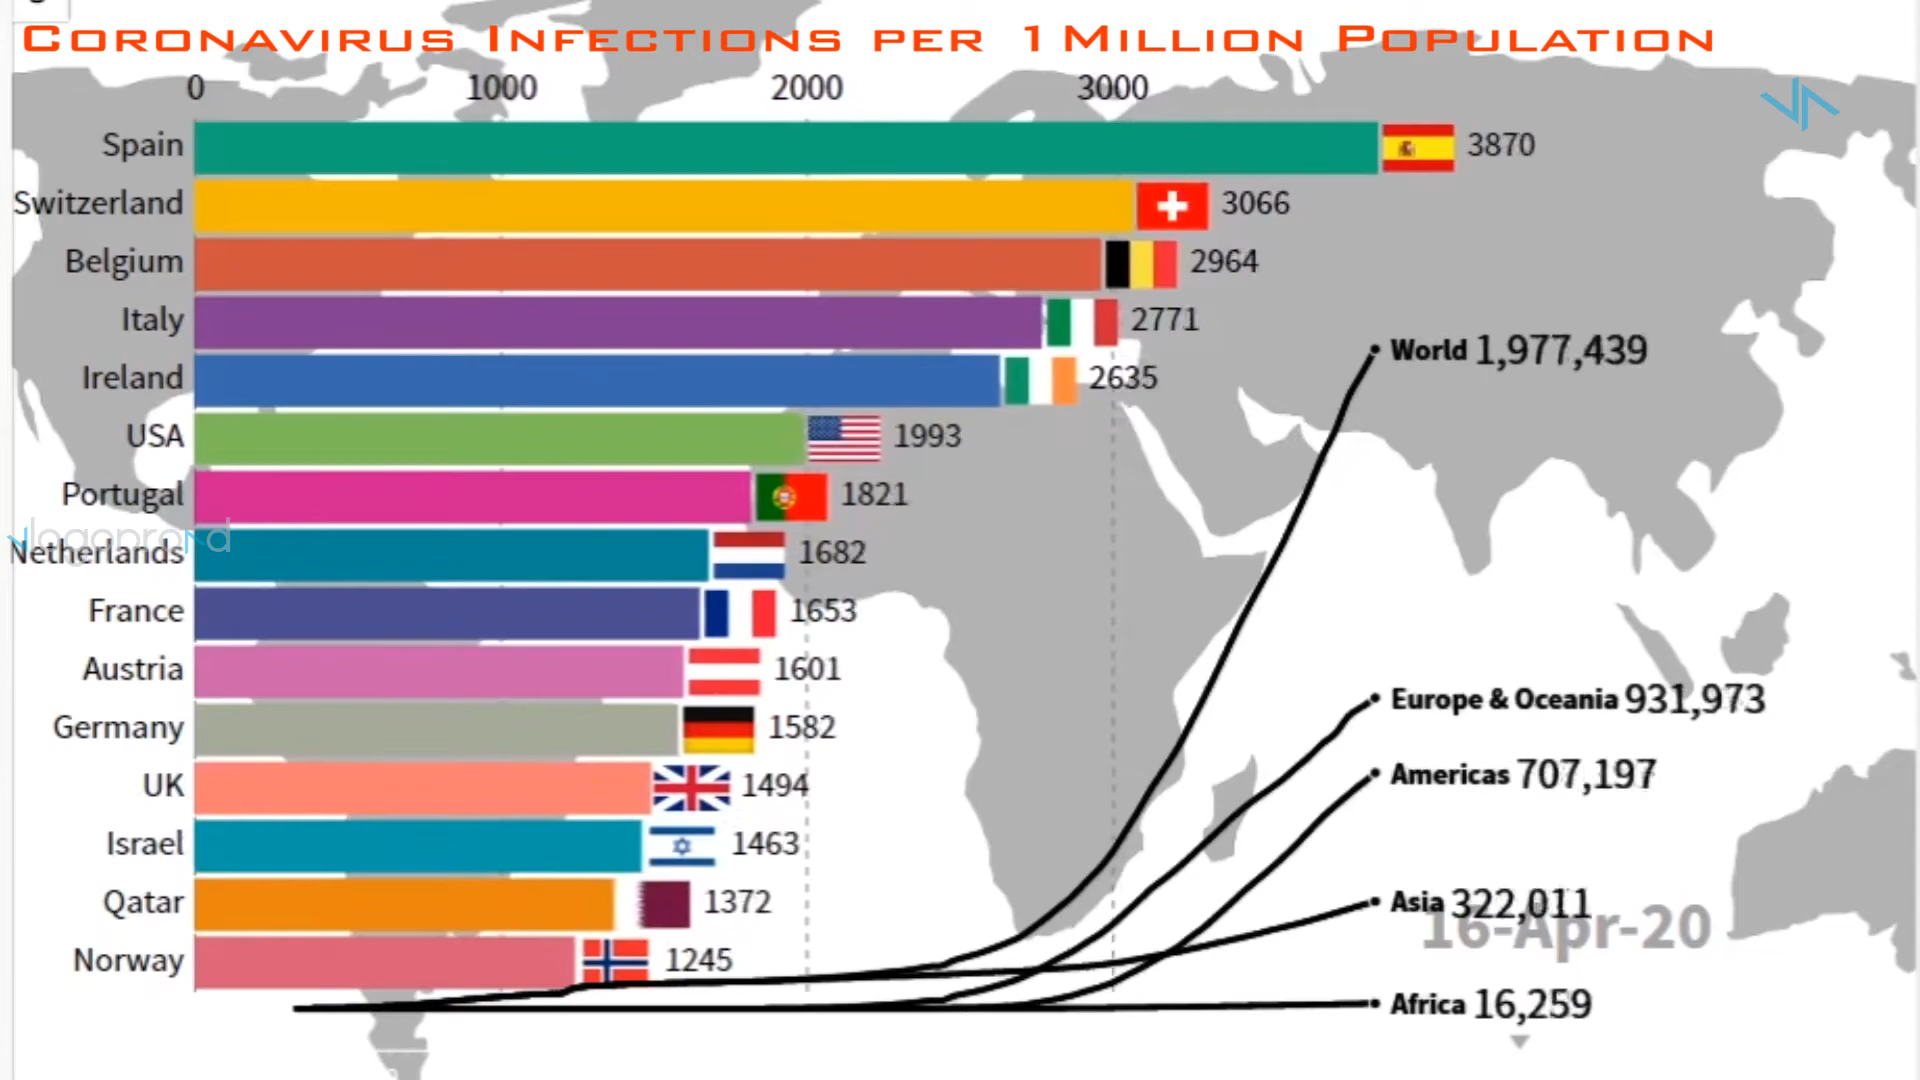 Coronavirus Infections per 1 Million Population
0 1000 2000 3000
Spain 3870
Switzerland 3066
Belgium 2964
Italy 2771
Ireland 2635
USA 1993
Portugal 1821
Netherlands 1682
France 1653
Austria 1601
Germany 1582
UK 1494
Israel 1463
Qatar 1372
Norway 1245
World 1,977,439
Europe & Oceania 931,973
Americas 707,197
Asia 322,011
16-Apr-20
Africa 16,259